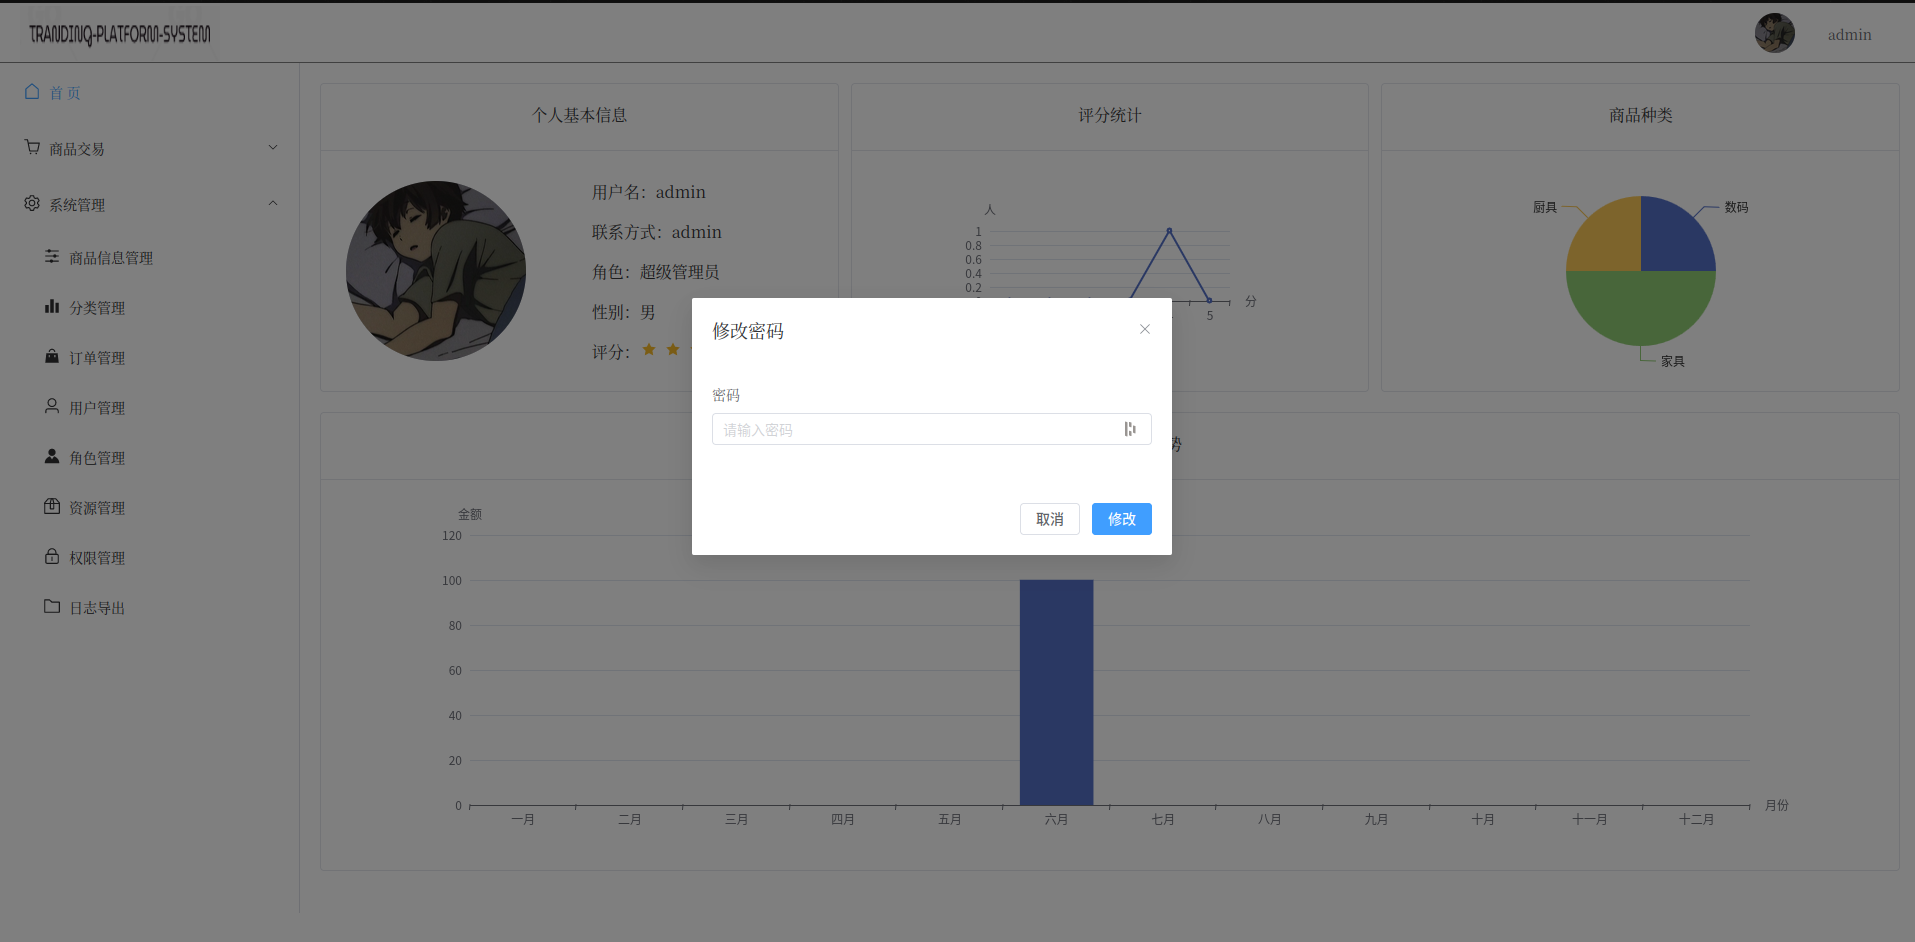 TRANDINQ-PLATFORM-SYSTEM
admin
首 页
商品交易
系统管理
商品信息管理
分类管理
订单管理
用户管理
角色管理
资源管理
权限管理
日志导出
个人基本信息
用户名：admin
联系方式：admin
角色：超级管理员
性别：男
评分：
评分统计
人
1
0.8
0.6
0.4
0.2
5
分
商品种类
厨具
数码
家具
修改密码
密码
请输入密码
取消
修改
势
金额
120
100
80
60
40
20
0
一月
二月
三月
四月
五月
六月
七月
八月
九月
十月
十一月
十二月
月份